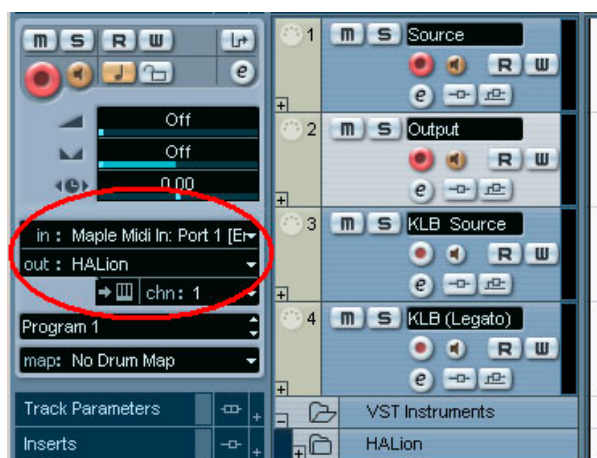 M S R W
e
Off
Off
0.00
in : Maple Midi In: Port 1 [E
out : HALion
chn: 1
Program 1
map: No Drum Map
Track Parameters
+
Inserts
+
1 M S Source
R W
e
+
2 M S Output
R W
e
+
3 M S KLB Source
R W
e
+
4 M S KLB (Legato)
R W
e
+
VST Instruments
HALion
+